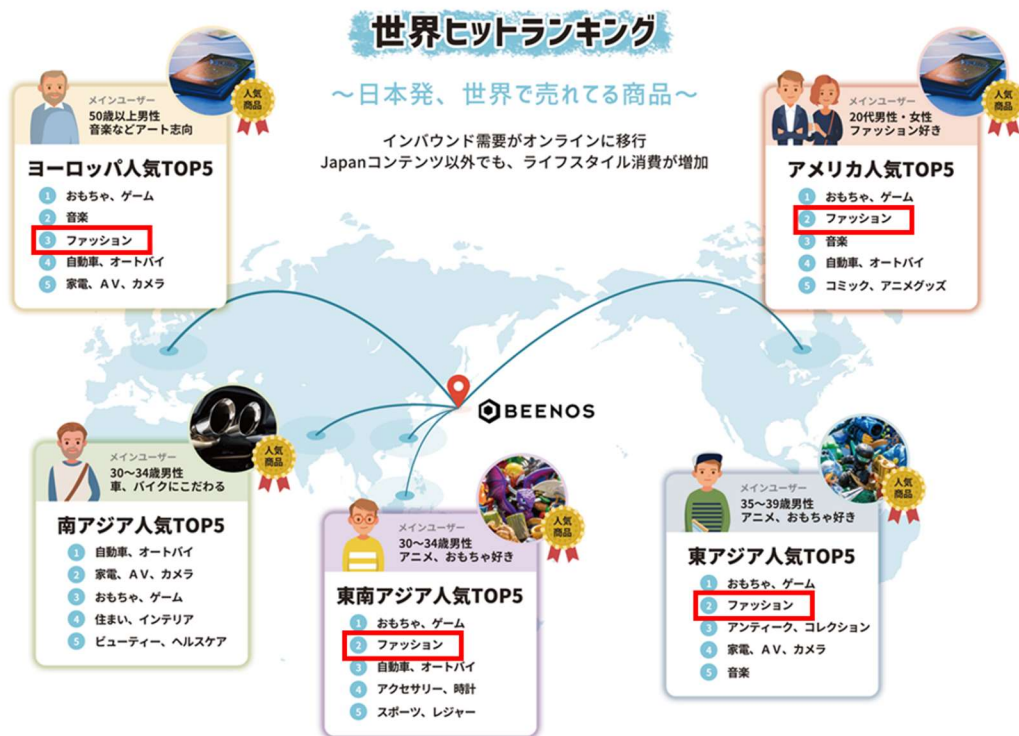 世界ヒットランキング
～日本発、世界で売れてる商品～
インバウンド需要がオンラインに移行
Japanコンテンツ以外でも、ライフスタイル消費が増加
人気
商品
メインユーザー
50歳以上男性
音楽などアート志向
ヨーロッパ人気TOP5
1 おもちゃ、ゲーム
2 音楽
3 ファッション
4 自動車、オートバイ
5 家電、AV、カメラ
人気
商品
メインユーザー
20代男性・女性
ファッション好き
アメリカ人気TOP5
1 おもちゃ、ゲーム
2 ファッション
3 音楽
4 自動車、オートバイ
5 コミック、アニメグッズ
BEENOS
人気
商品
メインユーザー
30～34歳男性
車、バイクにこだわる
南アジア人気TOP5
1 自動車、オートバイ
2 家電、AV、カメラ
3 おもちゃ、ゲーム
4 住まい、インテリア
5 ビューティー、ヘルスケア
人気
商品
メインユーザー
30～34歳男性
アニメ、おもちゃ好き
東南アジア人気TOP5
1 おもちゃ、ゲーム
2 ファッション
3 自動車、オートバイ
4 アクセサリー、時計
5 スポーツ、レジャー
人気
商品
メインユーザー
35～39歳男性
アニメ、おもちゃ好き
東アジア人気TOP5
1 おもちゃ、ゲーム
2 ファッション
3 アンティーク、コレクション
4 家電、AV、カメラ
5 音楽